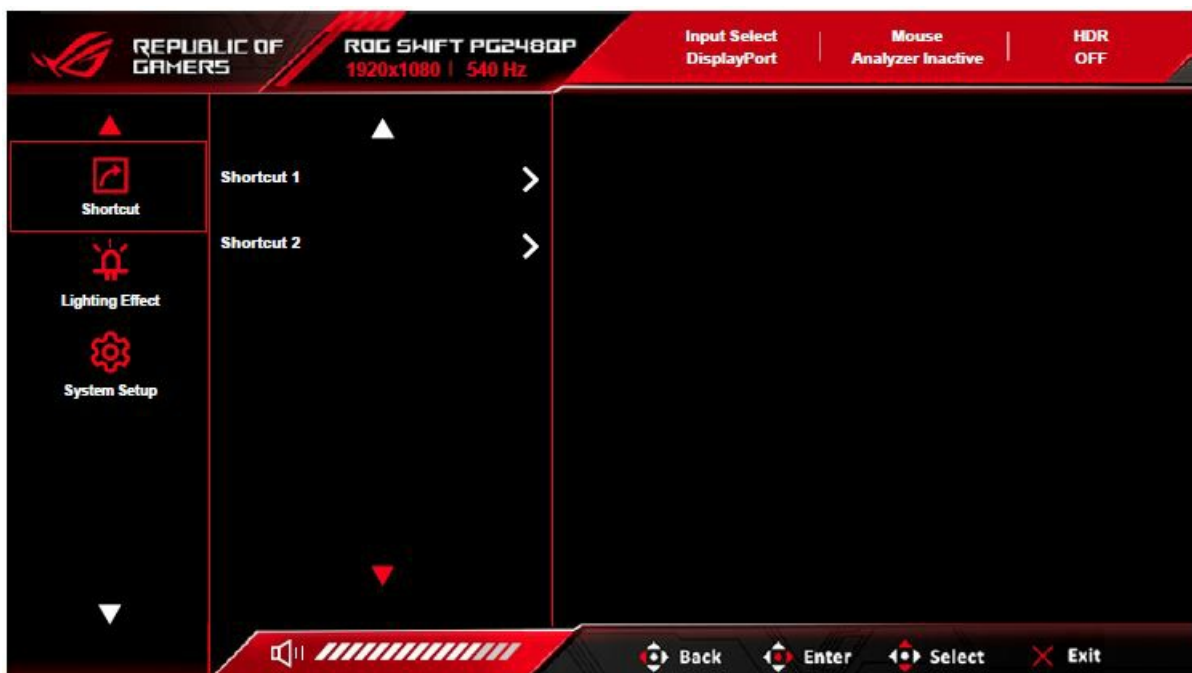 REPUBLIC OF
GAMERS
ROG SWIFT PG248QP
1920x1080 | 540 Hz
Input Select
DisplayPort
Mouse
Analyzer Inactive
HDR
OFF
Shortcut
Lighting Effect
System Setup
Shortcut 1
Shortcut 2
Back
Enter
Select
Exit